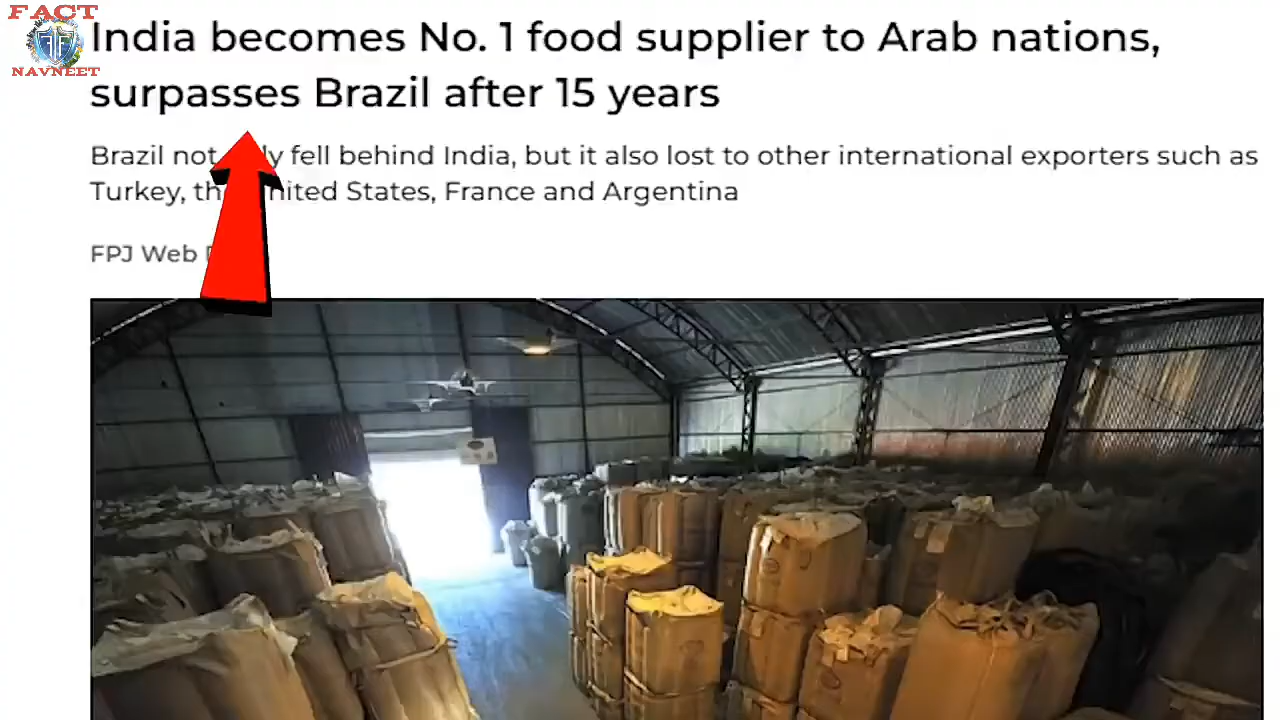 FACT
NAVNEET
India becomes No. 1 food supplier to Arab nations,
surpasses Brazil after 15 years
Brazil not fell behind India, but it also lost to other international exporters such as
Turkey, United States, France and Argentina
FPJ Web